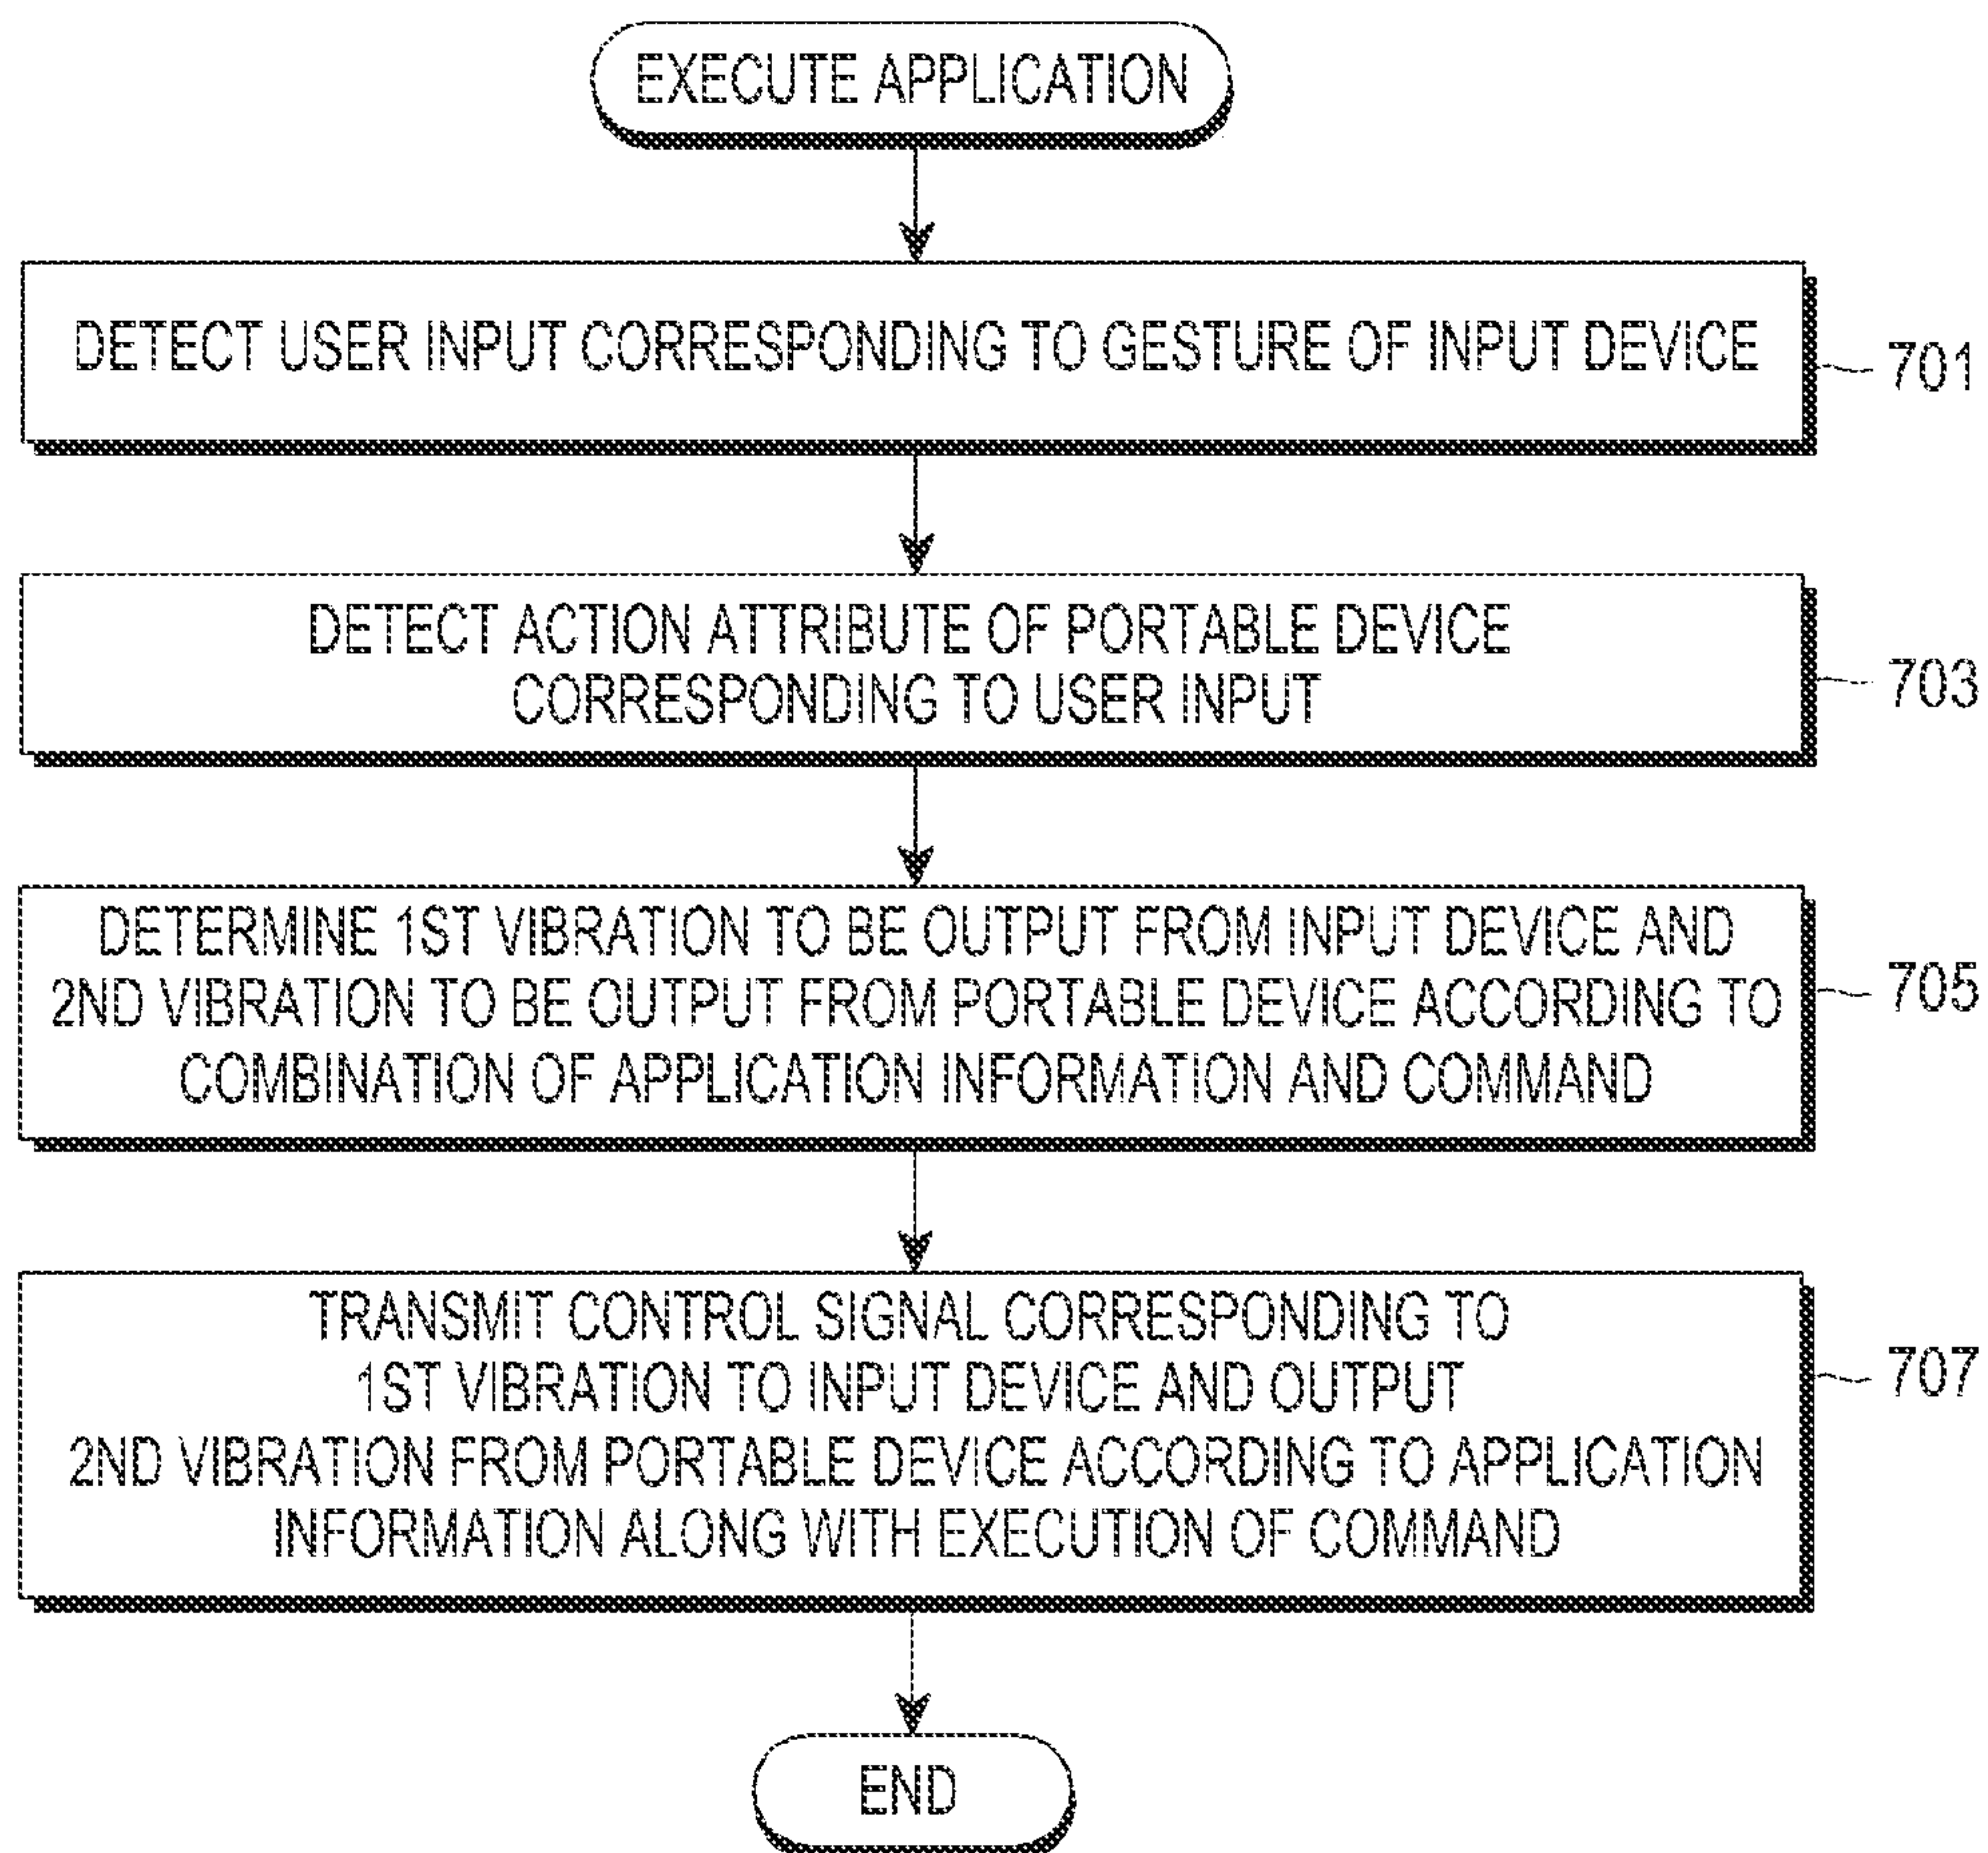 EXECUTE APPLICATION
DETECT USER INPUT CORRESPONDING TO GESTURE OF INPUT DEVICE
701
DETECT ACTION ATTRIBUTE OF PORTABLE DEVICE
CORRESPONDING TO USER INPUT
703
DETERMINE 1ST VIBRATION TO BE OUTPUT FROM INPUT DEVICE AND
2ND VIBRATION TO BE OUTPUT FROM PORTABLE DEVICE ACCORDING TO
COMBINATION OF APPLICATION INFORMATION AND COMMAND
705
TRANSMIT CONTROL SIGNAL CORRESPONDING TO
1ST VIBRATION TO INPUT DEVICE AND OUTPUT
2ND VIBRATION FROM PORTABLE DEVICE ACCORDING TO APPLICATION
INFORMATION ALONG WITH EXECUTION OF COMMAND
707
END